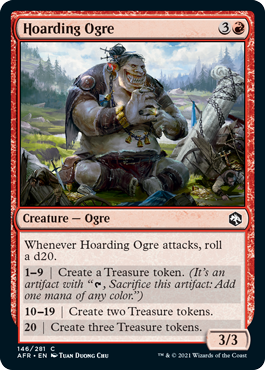 Hoarding Ogre 3
Creature — Ogre
Whenever Hoarding Ogre attacks, roll
a d20.
1–9 | Create a Treasure token. (It's an
artifact with “, Sacrifice this artifact: Add
one mana of any color.”)
10–19 | Create two Treasure tokens.
20 | Create three Treasure tokens.
3/3
146/281 C
AFR • EN TUAN DUONG CHU
™ & © 2021 Wizards of the Coast